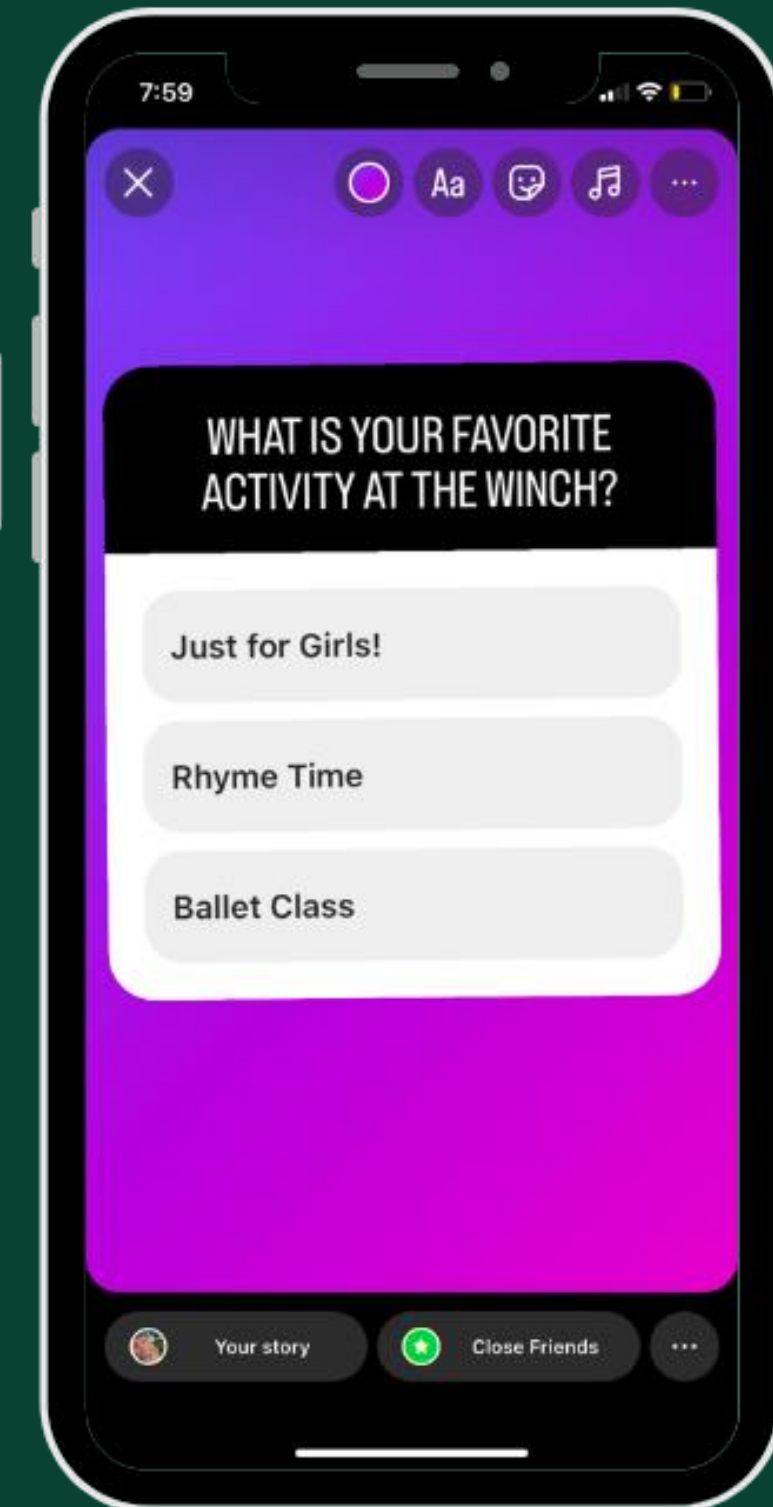 7:59
Aa
WHAT IS YOUR FAVORITE
ACTIVITY AT THE WINCH?
Just for Girls!
Rhyme Time
Ballet Class
Your story
Close Friends